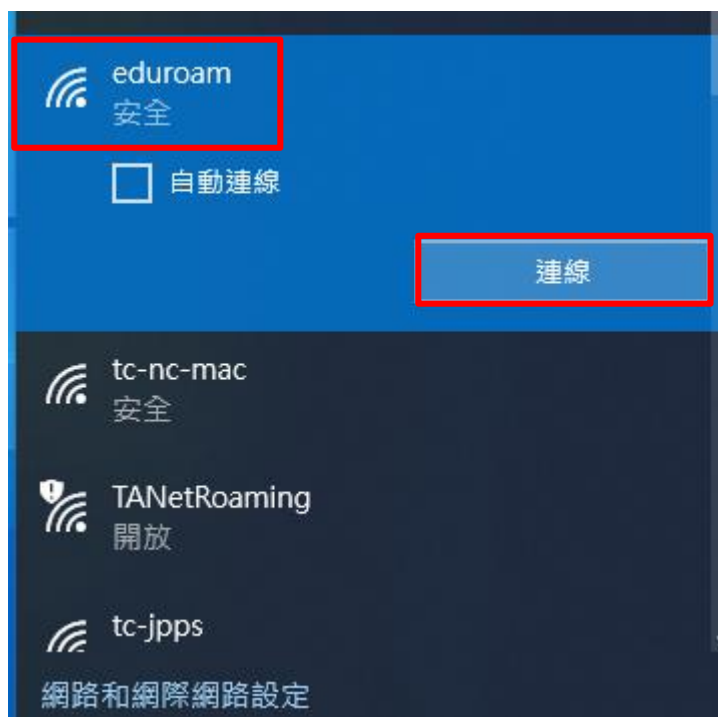 eduroam
安全
自動連線
連線
tc-nc-mac
安全
TANetRoaming
開放
tc-jpps
網路和網際網路設定